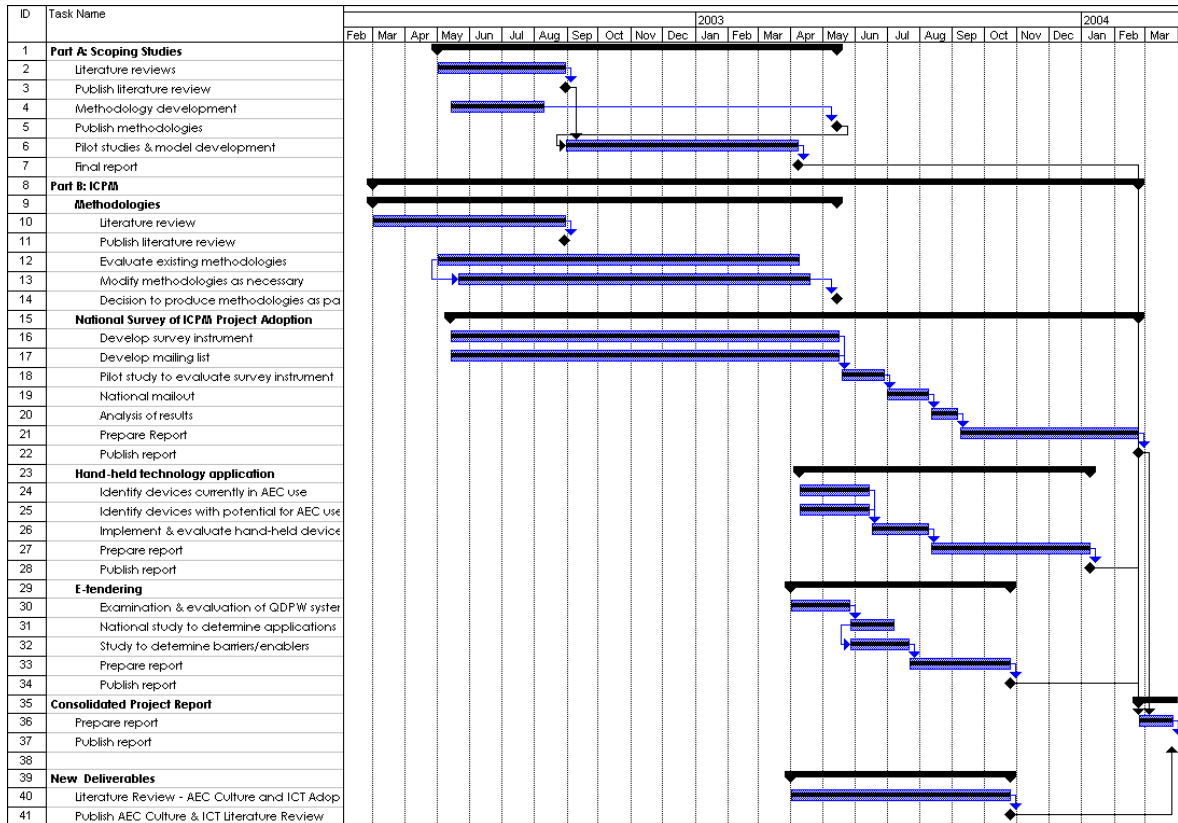 ID Task Name 2003 2004
Feb Mar Apr May Jun Jul Aug Sep Oct Nov Dec Jan Feb Mar Apr May Jun Jul Aug Sep Oct Nov Dec Jan Feb Mar
1 Part A: Scoping Studies
2 Literature reviews
3 Publish literature review
4 Methodology development
5 Publish methodologies
6 Pilot studies & model development
7 Final report
8 Part B: ICPM
9 Methodologies
10 Literature review
11 Publish literature review
12 Evaluate existing methodologies
13 Modify methodologies as necessary
14 Decision to produce methodologies as pa
15 National Survey of ICPM Project Adoption
16 Develop survey instrument
17 Develop mailing list
18 Pilot study to evaluate survey instrument
19 National mailout
20 Analysis of results
21 Prepare Report
22 Publish report
23 Hand-held technology application
24 Identify devices currently in AEC use
25 Identify devices with potential for AEC use
26 Implement & evaluate hand-held device
27 Prepare report
28 Publish report
29 E-tendering
30 Examination & evaluation of QDPW syster
31 National study to determine applications
32 Study to determine barriers/enablers
33 Prepare report
34 Publish report
35 Consolidated Project Report
36 Prepare report
37 Publish report
38
39 New Deliverables
40 Literature Review - AEC Culture and ICT Adop
41 Publish AEC Culture & ICT Literature Review